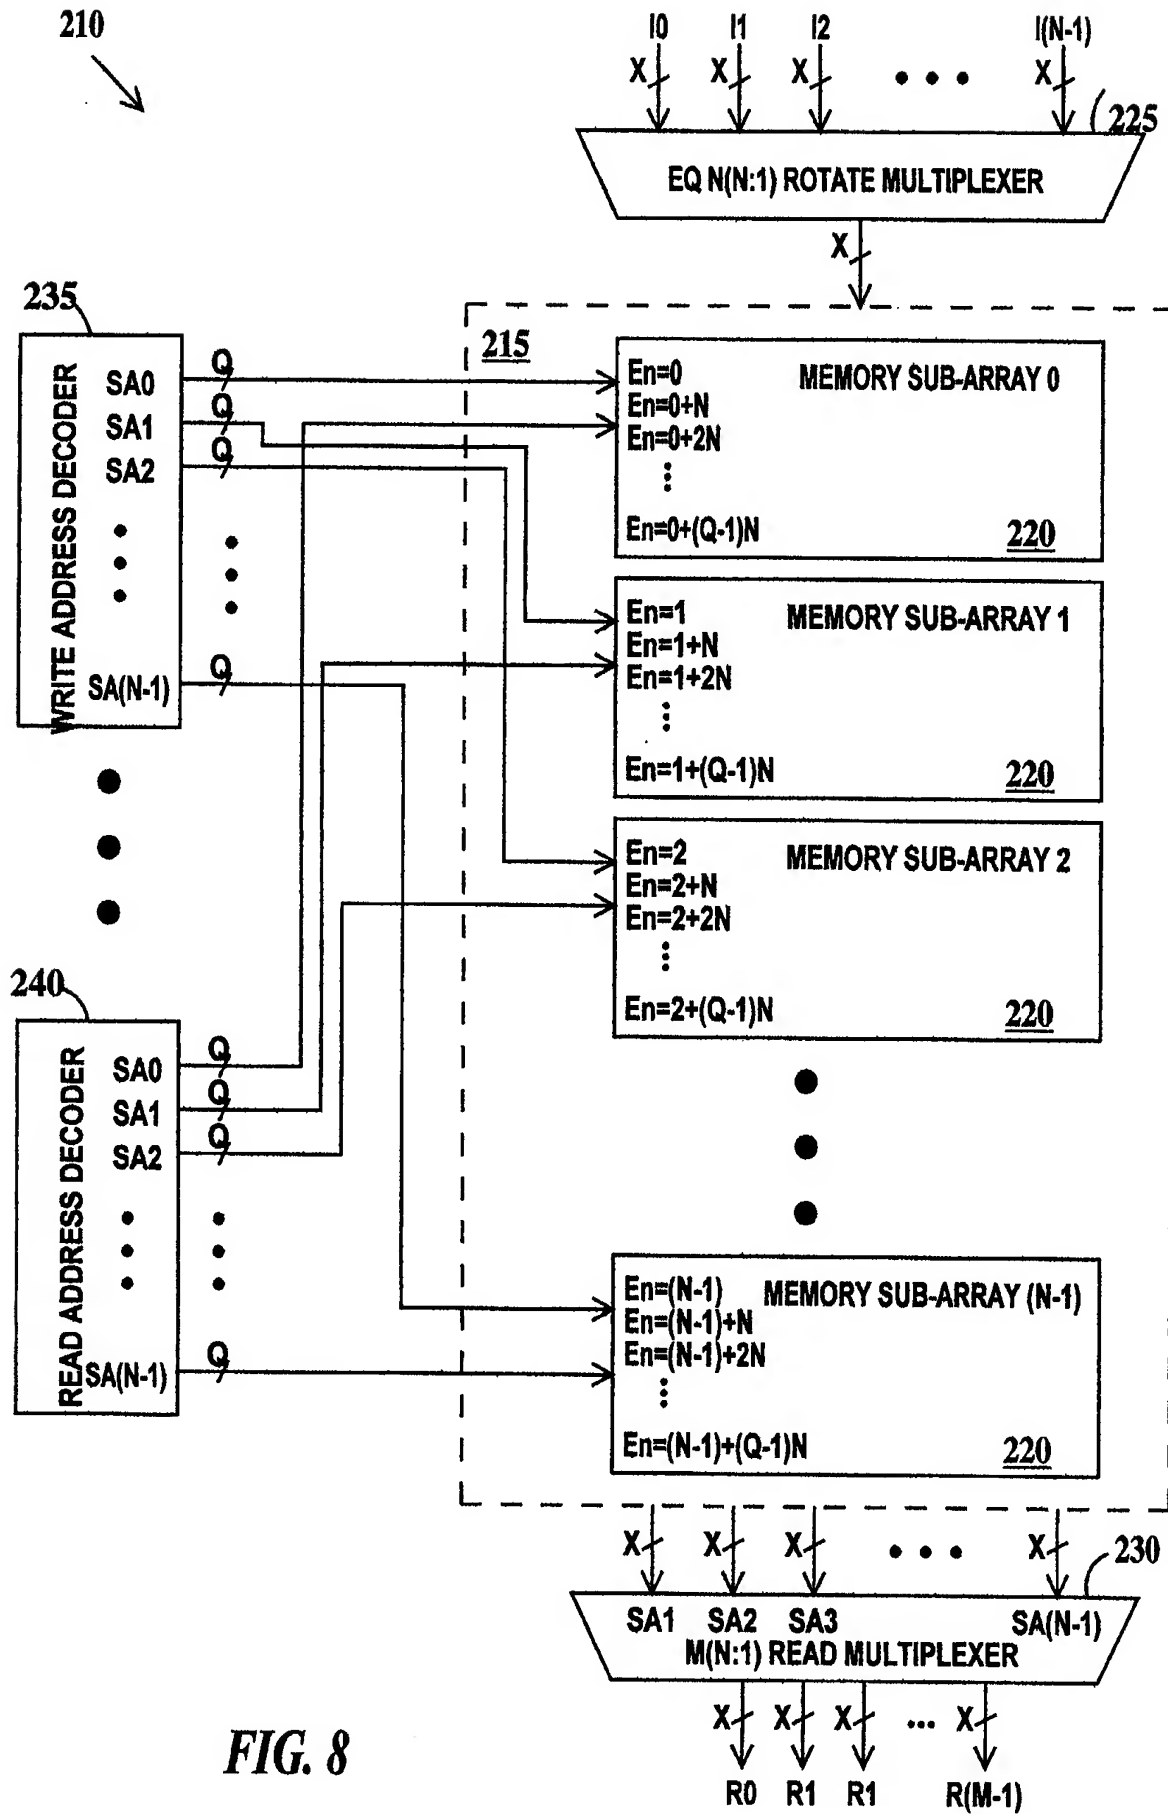 210
I0 I1 I2 I(N-1)
X X X X
225
EQ N(N:1) ROTATE MULTIPLEXER
X
235
WRITE ADDRESS DECODER
SA0 Q
SA1 Q
SA2 Q
SA(N-1) Q
215
En=0 MEMORY SUB-ARRAY 0
En=0+N
En=0+2N
En=0+(Q-1)N 220
En=1 MEMORY SUB-ARRAY 1
En=1+N
En=1+2N
En=1+(Q-1)N 220
En=2 MEMORY SUB-ARRAY 2
En=2+N
En=2+2N
En=2+(Q-1)N 220
240
READ ADDRESS DECODER
SA0 Q
SA1 Q
SA2 Q
SA(N-1) Q
En=(N-1) MEMORY SUB-ARRAY (N-1)
En=(N-1)+N
En=(N-1)+2N
En=(N-1)+(Q-1)N 220
X X X X
230
SA1 SA2 SA3 SA(N-1)
M(N:1) READ MULTIPLEXER
X X X X
R0 R1 R1 R(M-1)
FIG. 8